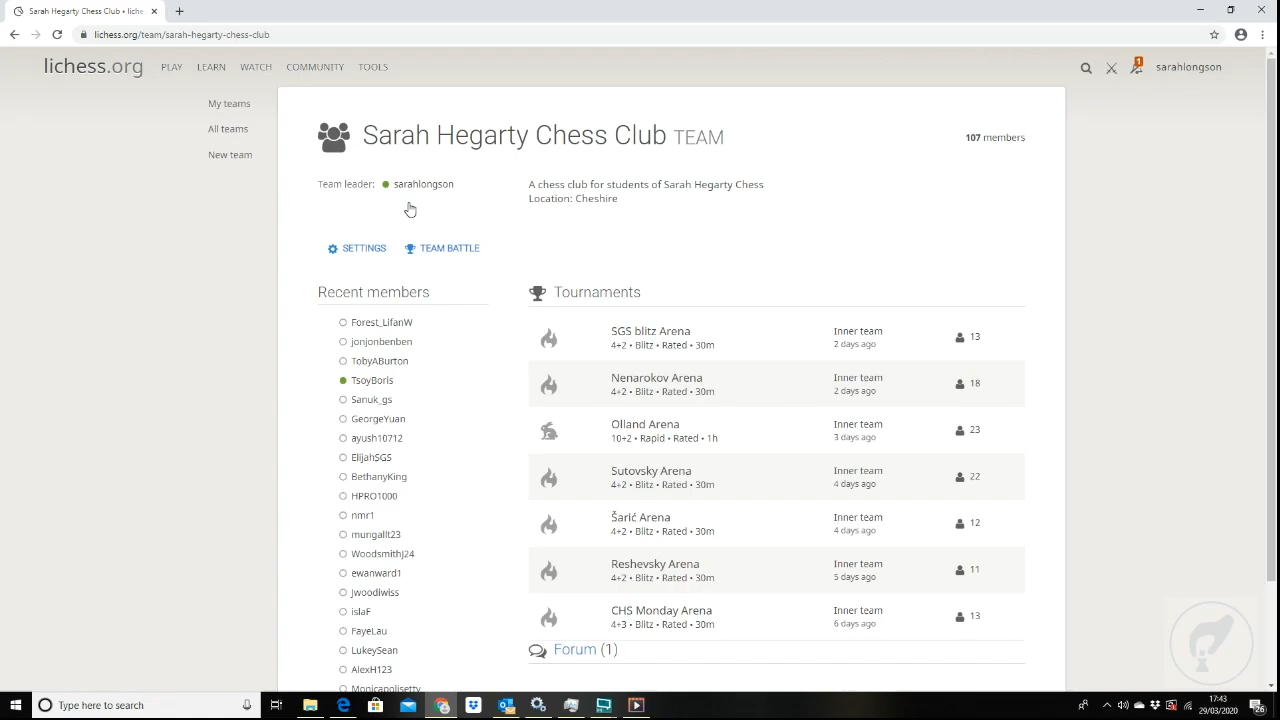 Sarah Hegarty Chess Club • liche
lichess.org/team/sarah-hegarty-chess-club
lichess.org PLAY LEARN WATCH COMMUNITY TOOLS 1 sarahlongson
My teams
All teams
New team
Sarah Hegarty Chess Club TEAM
107 members
Team leader: sarahlongson
A chess club for students of Sarah Hegarty Chess
Location: Cheshire
SETTINGS TEAM BATTLE
Recent members
Forest_LifanW
jonjonbenben
TobyABurton
TsoyBoris
Sanuk_gs
GeorgeYuan
ayush10712
ElijahSGS
BethanyKing
HPRO1000
nmr1
mungallt23
WoodsmithJ24
ewanward1
Jwoodiwiss
islaF
FayeLau
LukeySean
AlexH123
Monicapolisetty
Tournaments
SGS blitz Arena Inner team 13
4+2 • Blitz • Rated • 30m 2 days ago
Nenarokov Arena Inner team 18
4+2 • Blitz • Rated • 30m 2 days ago
Olland Arena Inner team 23
10+2 • Rapid • Rated • 1h 3 days ago
Sutovsky Arena Inner team 22
4+2 • Blitz • Rated • 30m 4 days ago
Šarić Arena Inner team 12
4+2 • Blitz • Rated • 30m 4 days ago
Reshevsky Arena Inner team 11
4+2 • Blitz • Rated • 30m 5 days ago
CHS Monday Arena Inner team 13
4+3 • Blitz • Rated • 30m 6 days ago
Forum (1)
Type here to search
17:43
29/03/2020
26